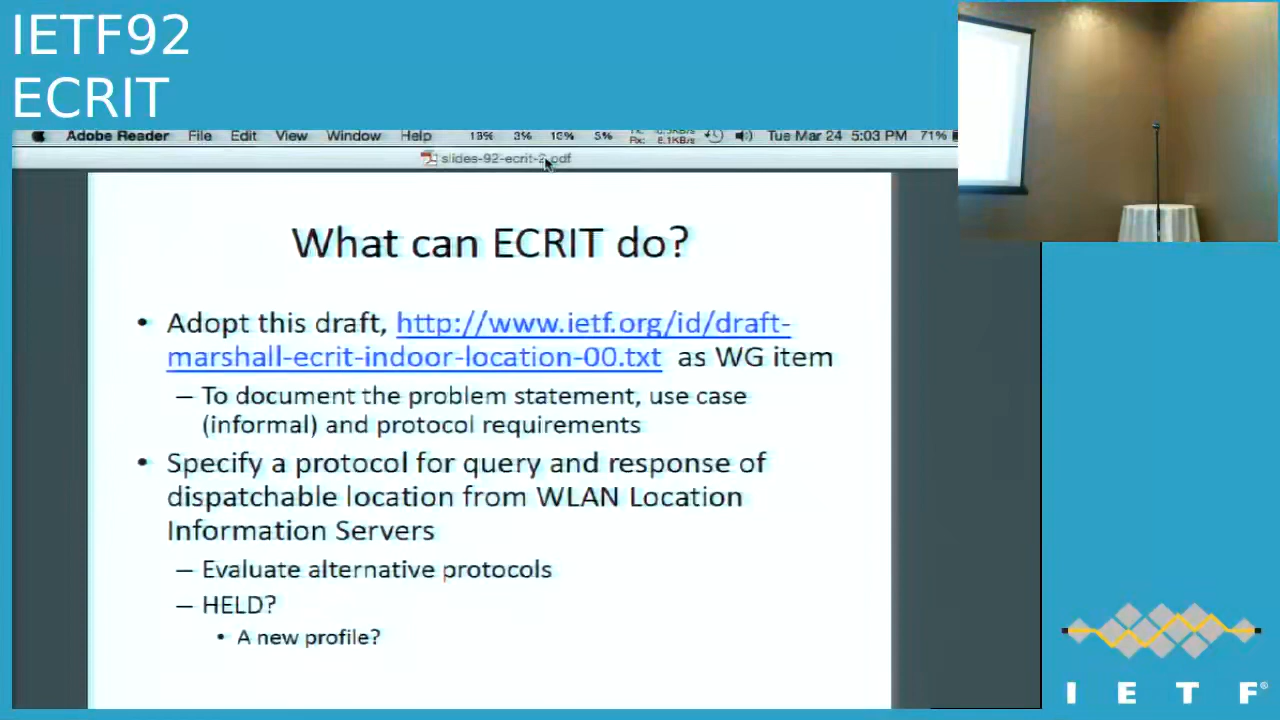 IETF92
ECRIT
Adobe Reader File Edit View Window Help 3% 5% Tue Mar 24 5:03 PM 71%
slides-92-ecrit-2.pdf
What can ECRIT do?
• Adopt this draft, http://www.ietf.org/id/draft-
marshall-ecrit-indoor-location-00.txt as WG item
– To document the problem statement, use case
(informal) and protocol requirements
• Specify a protocol for query and response of
dispatchable location from WLAN Location
Information Servers
– Evaluate alternative protocols
– HELD?
• A new profile?
I E T F®